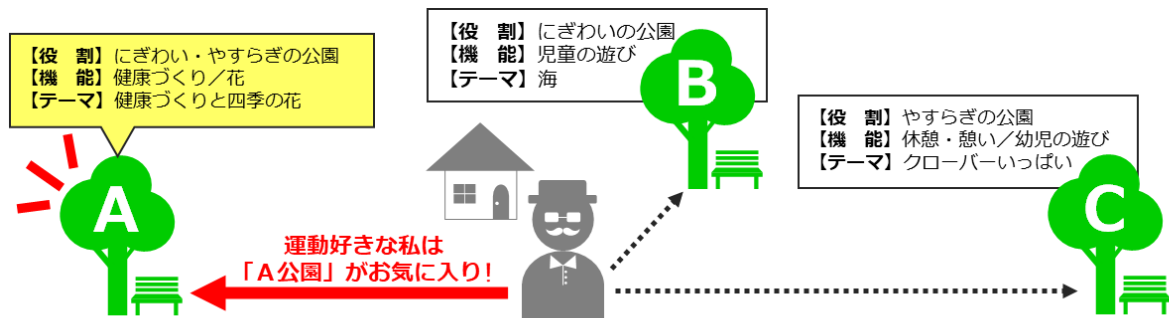 【役　割】にぎわい・やすらぎの公園
【機　能】健康づくり／花
【テーマ】健康づくりと四季の花
A
【役　割】にぎわいの公園
【機　能】児童の遊び
【テーマ】海
B
【役　割】やすらぎの公園
【機　能】休憩・憩い／幼児の遊び
【テーマ】クローバーいっぱい
C
運動好きな私は
「Ａ公園」がお気に入り！